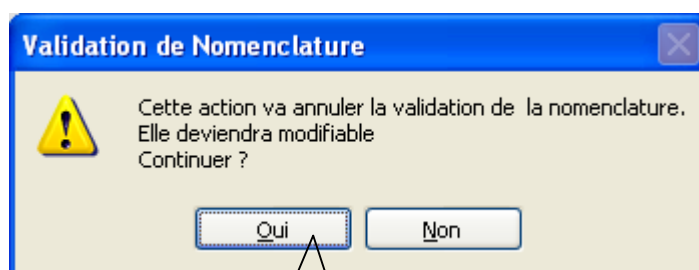 Validation de Nomenclature
Cette action va annuler la validation de la nomenclature.
Elle deviendra modifiable
Continuer ?
Oui Non